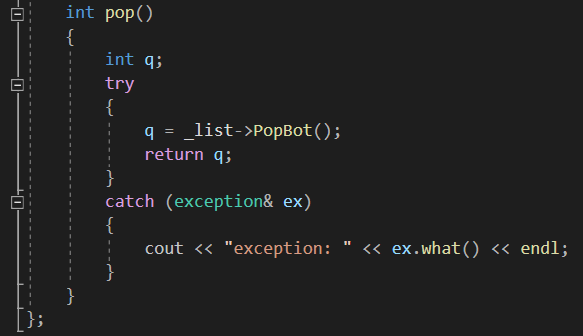 int pop()
{
int q;
try
{
q = _list->PopBot();
return q;
}
catch (exception& ex)
{
cout << "exception: " << ex.what() << endl;
}
}
};